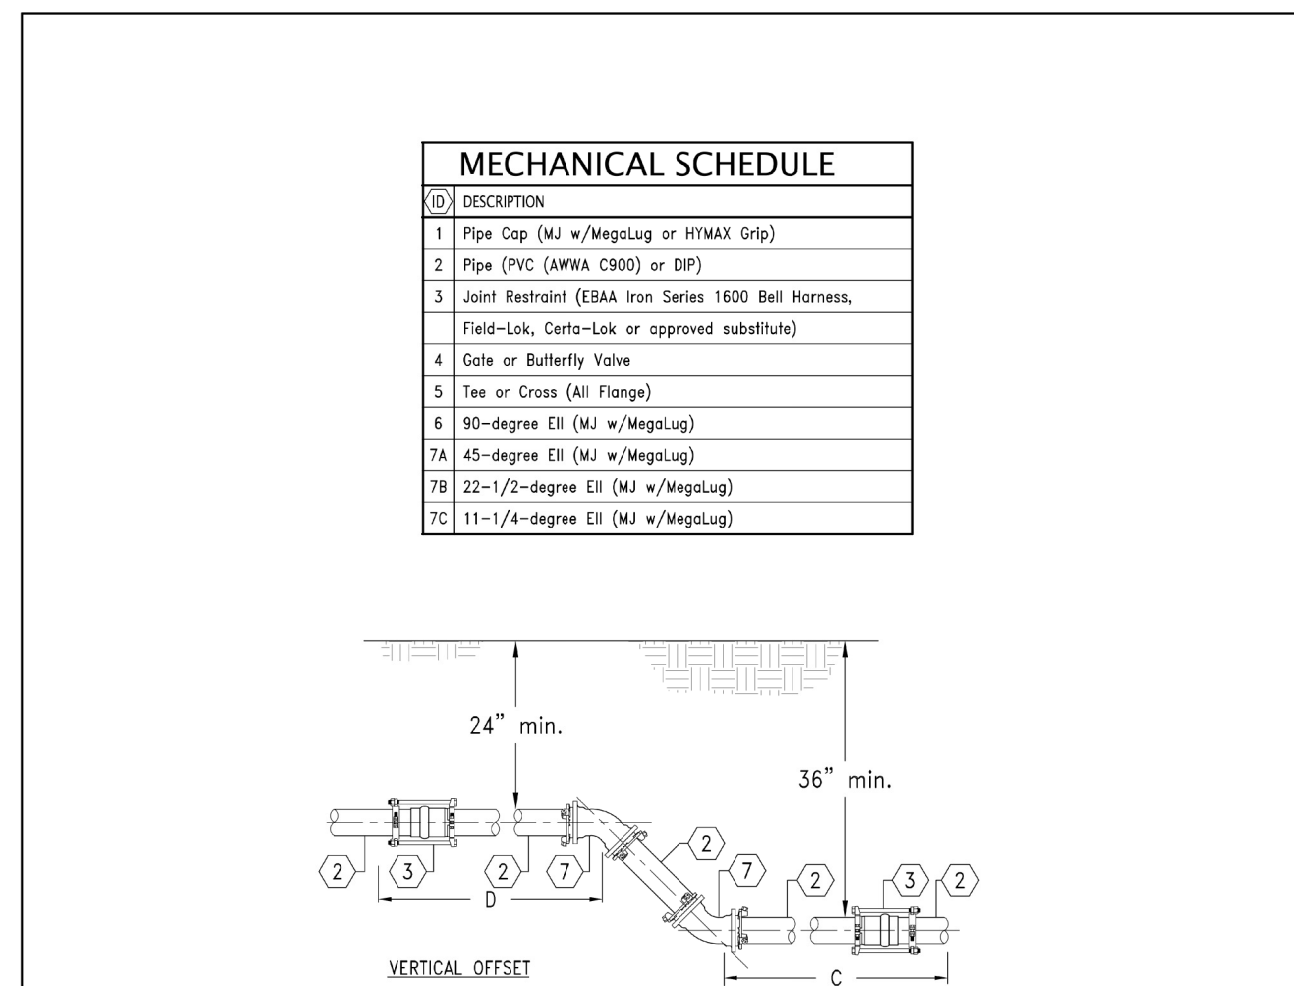 MECHANICAL SCHEDULE
ID DESCRIPTION
1 Pipe Cap (MJ w/MegaLug or HYMAX Grip)
2 Pipe (PVC (AWWA C900) or DIP)
3 Joint Restraint (EBAA Iron Series 1600 Bell Harness,
Field-Lok, Certa-Lok or approved substitute)
4 Gate or Butterfly Valve
5 Tee or Cross (All Flange)
6 90-degree Ell (MJ w/MegaLug)
7A 45-degree Ell (MJ w/MegaLug)
7B 22-1/2-degree Ell (MJ w/MegaLug)
7C 11-1/4-degree Ell (MJ w/MegaLug)
24" min.
36" min.
2
2 3 2 7 7 2 3 2
D
VERTICAL OFFSET
C